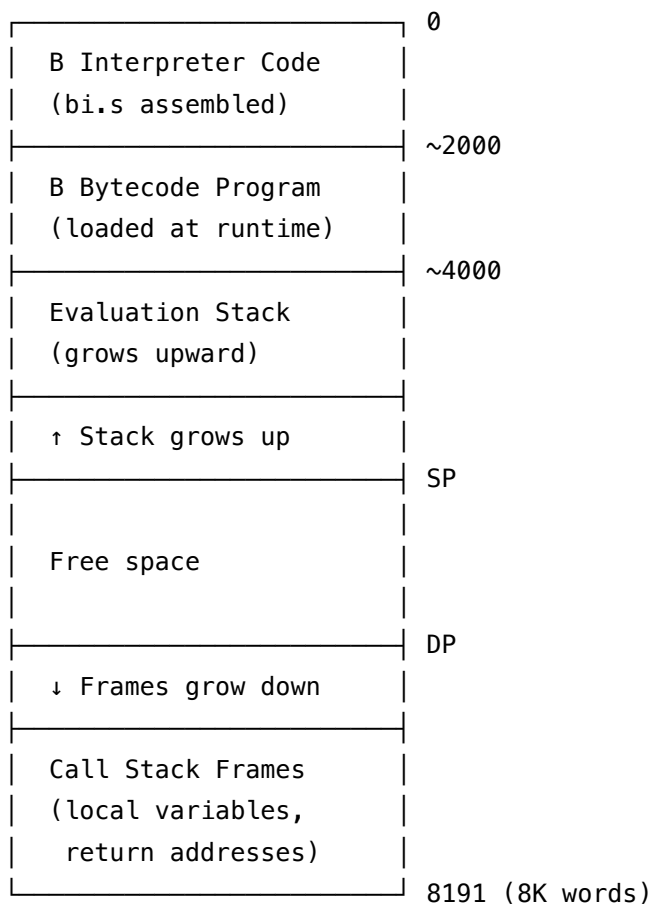 0
B Interpreter Code
(bi.s assembled)
~2000
B Bytecode Program
(loaded at runtime)
~4000
Evaluation Stack
(grows upward)
↑ Stack grows up
SP
Free space
DP
↓ Frames grow down
Call Stack Frames
(local variables,
return addresses)
8191 (8K words)